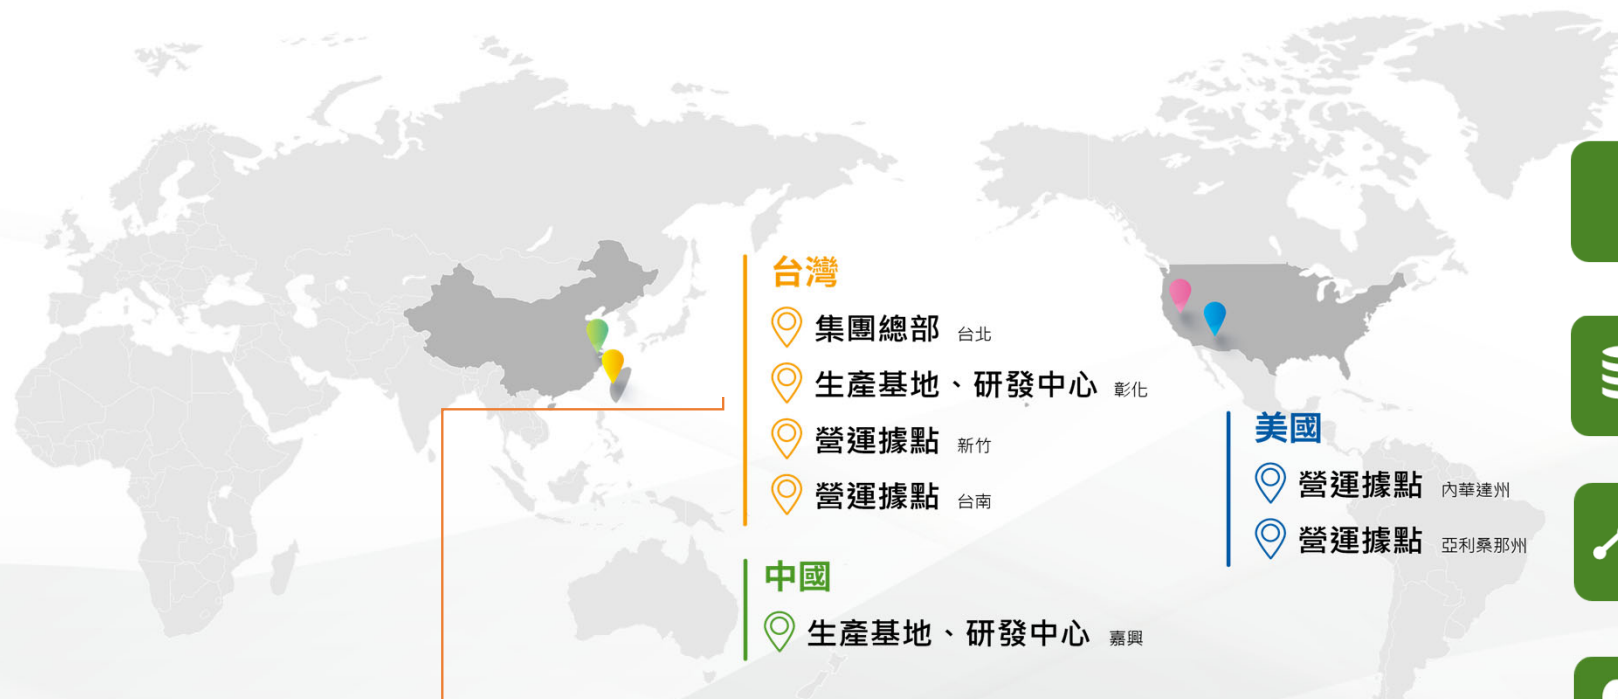 台灣
集團總部 台北
生產基地、研發中心 彰化
營運據點 新竹
營運據點 台南
中國
生產基地、研發中心 嘉興
美國
營運據點 內華達州
營運據點 亞利桑那州